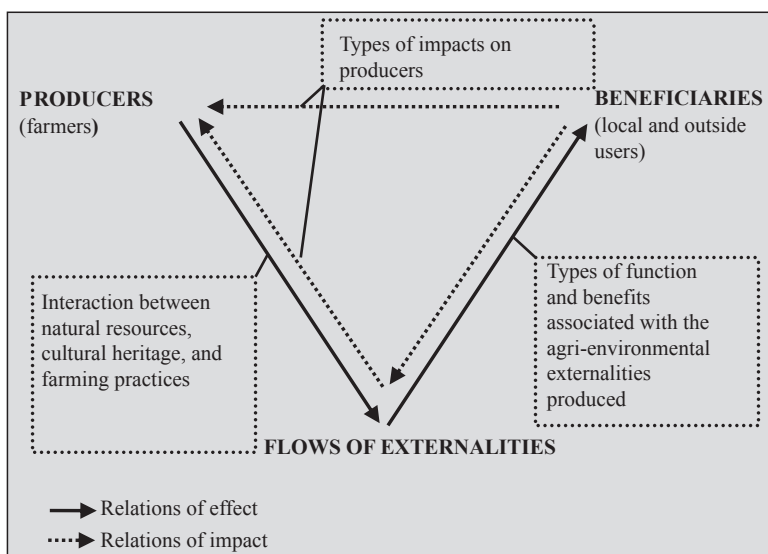 Types of impacts on
producers
PRODUCERS
(farmers)
BENEFICIARIES
(local and outside
users)
Interaction between
natural resources,
cultural heritage, and
farming practices
Types of function
and benefits
associated with the
agri-environmental
externalities
produced
FLOWS OF EXTERNALITIES
Relations of effect
Relations of impact